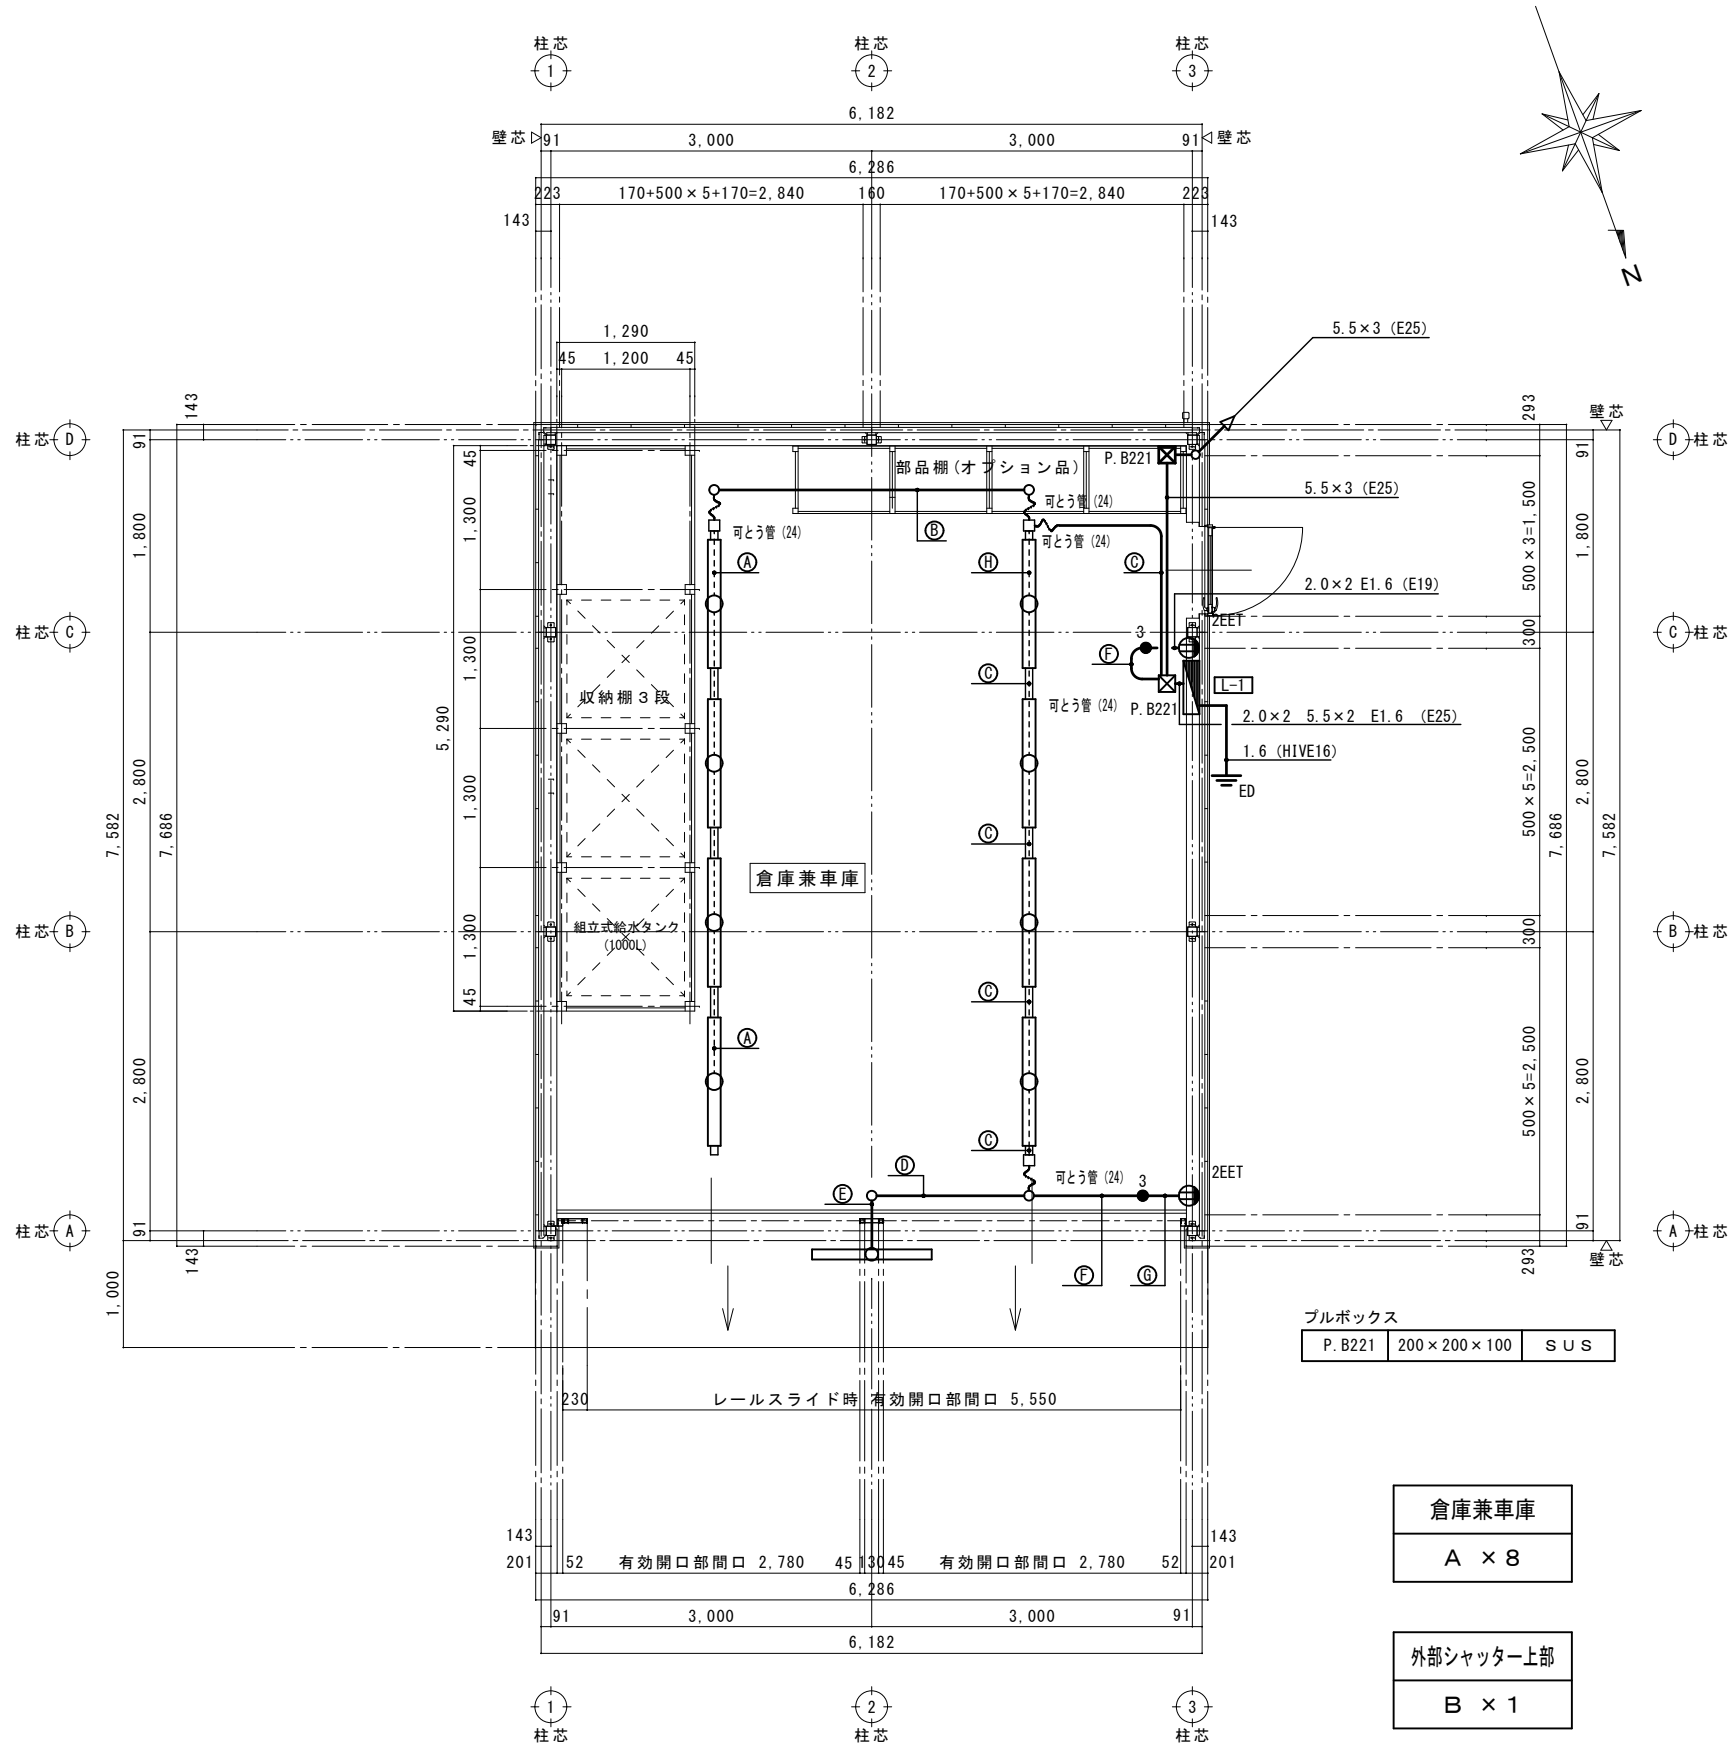 柱芯 柱芯 柱芯
1 2 3
6,182
壁芯 91 3,000 3,000 91 壁芯
6,286
223 170+500×5+170=2,840 160 170+500×5+170=2,840 223
143 143
N
5.5×3 (E25)
1,290
45 1,200 45
143
293
壁芯
柱芯 D
91
91
D 柱芯
45
部品棚(オプション品)
P.B221
5.5×3 (E25)
可とう管(24)
1,300
1,800
可とう管(24)
B
可とう管(24)
500×3=1,500
1,800
A
H
C
2.0×2 E1.6 (E19)
2EET
柱芯 C
3
300
C 柱芯
F
1,300
C
収納棚3段
L-1
可とう管(24)
P.B221
2.0×2 5.5×2 E1.6 (E25)
5,290
1.6 (HIVE16)
ED
2,800
1,300
500×5=2,500
2,800
7,582
7,686
C
7,686
7,582
倉庫兼車庫
柱芯 B
組立式給水タンク
(1000L)
1,300
300
B 柱芯
45
C
A
2,800
500×5=2,500
2,800
C
D
可とう管(24)
3
2EET
E
柱芯 A
91
91
A 柱芯
143
293
壁芯
F
G
1,000
プルボックス
P.B221 200×200×100 SUS
230 レールスライド時 有効開口部間口 5,550
倉庫兼車庫
A ×8
143 143
201 52 有効開口部間口 2,780 45 130 45 有効開口部間口 2,780 52 201
6,286
91 3,000 3,000 91
6,182
外部シャッター上部
B ×1
1 2 3
柱芯 柱芯 柱芯